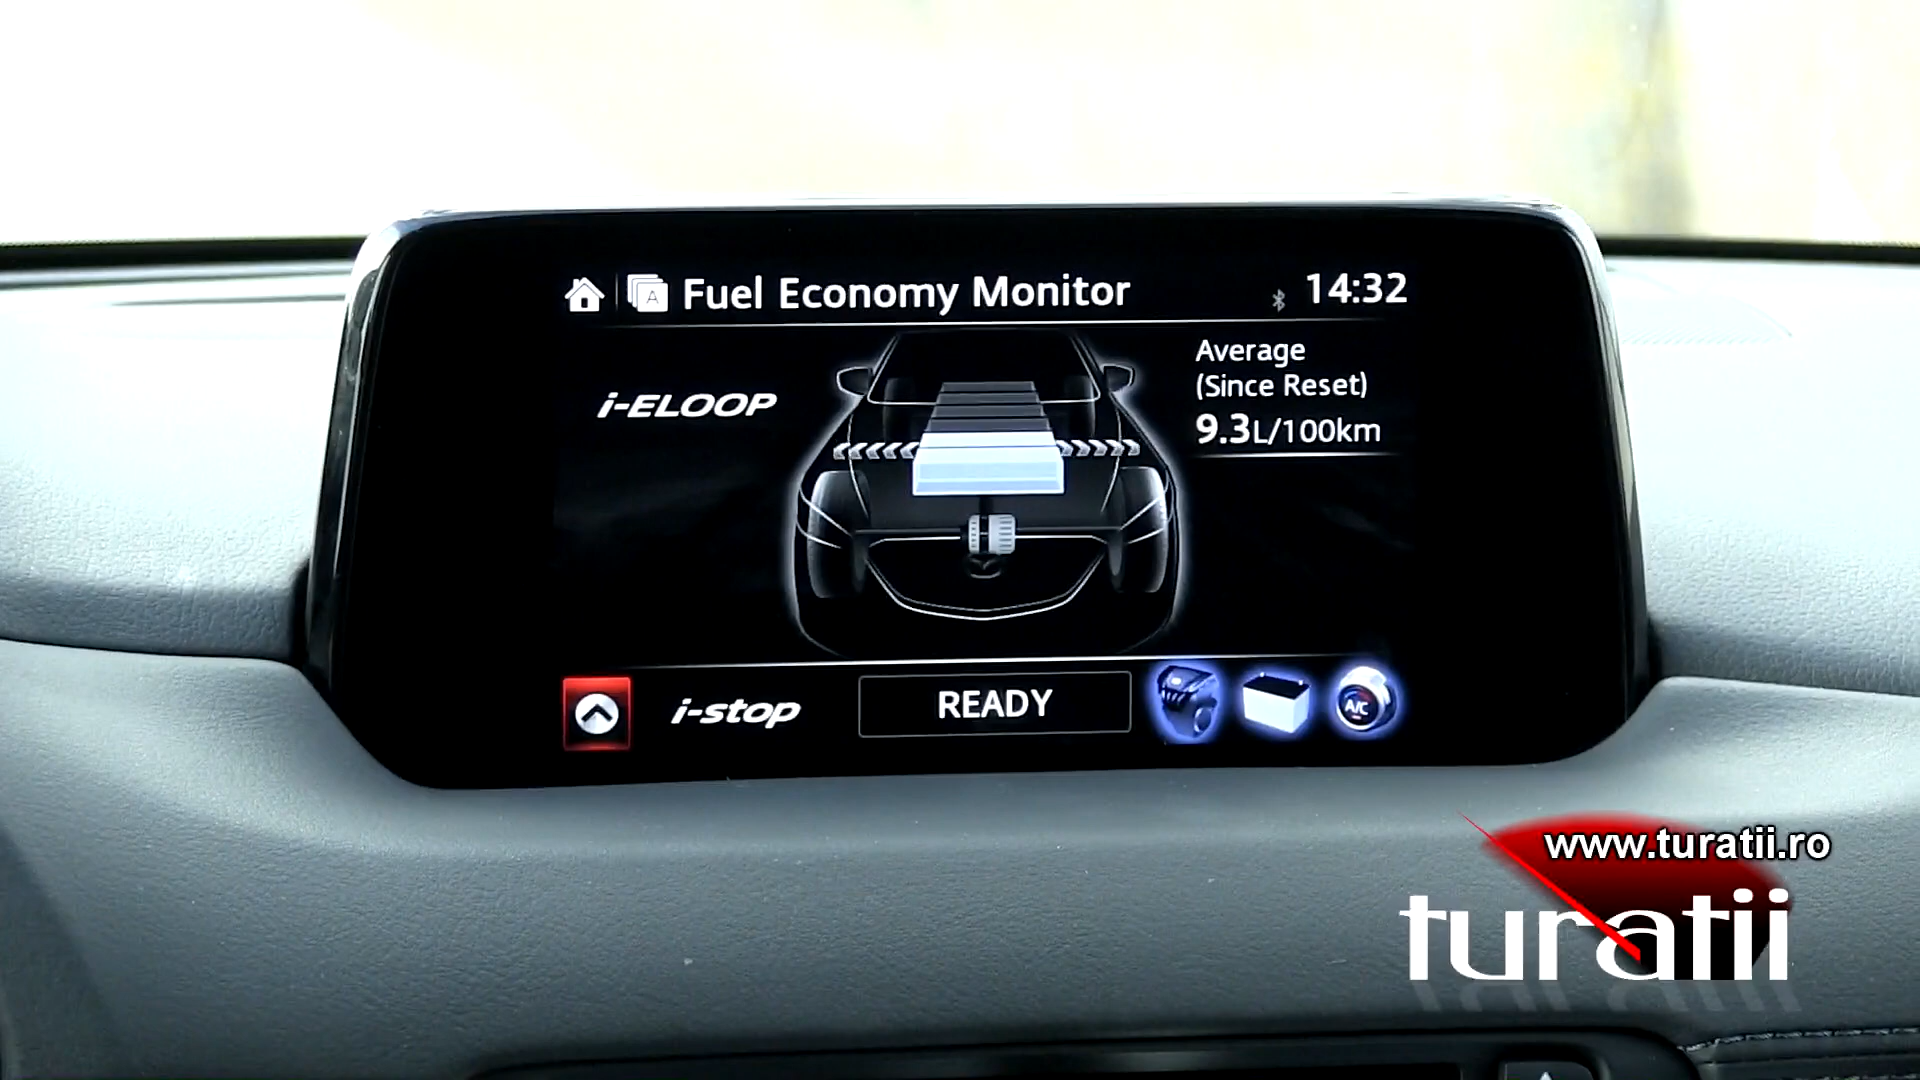 A
Fuel Economy Monitor
14:32
i-ELOOP
Average
(Since Reset)
9.3L/100km
i-stop
READY
A/C
www.turatii.ro
turatii